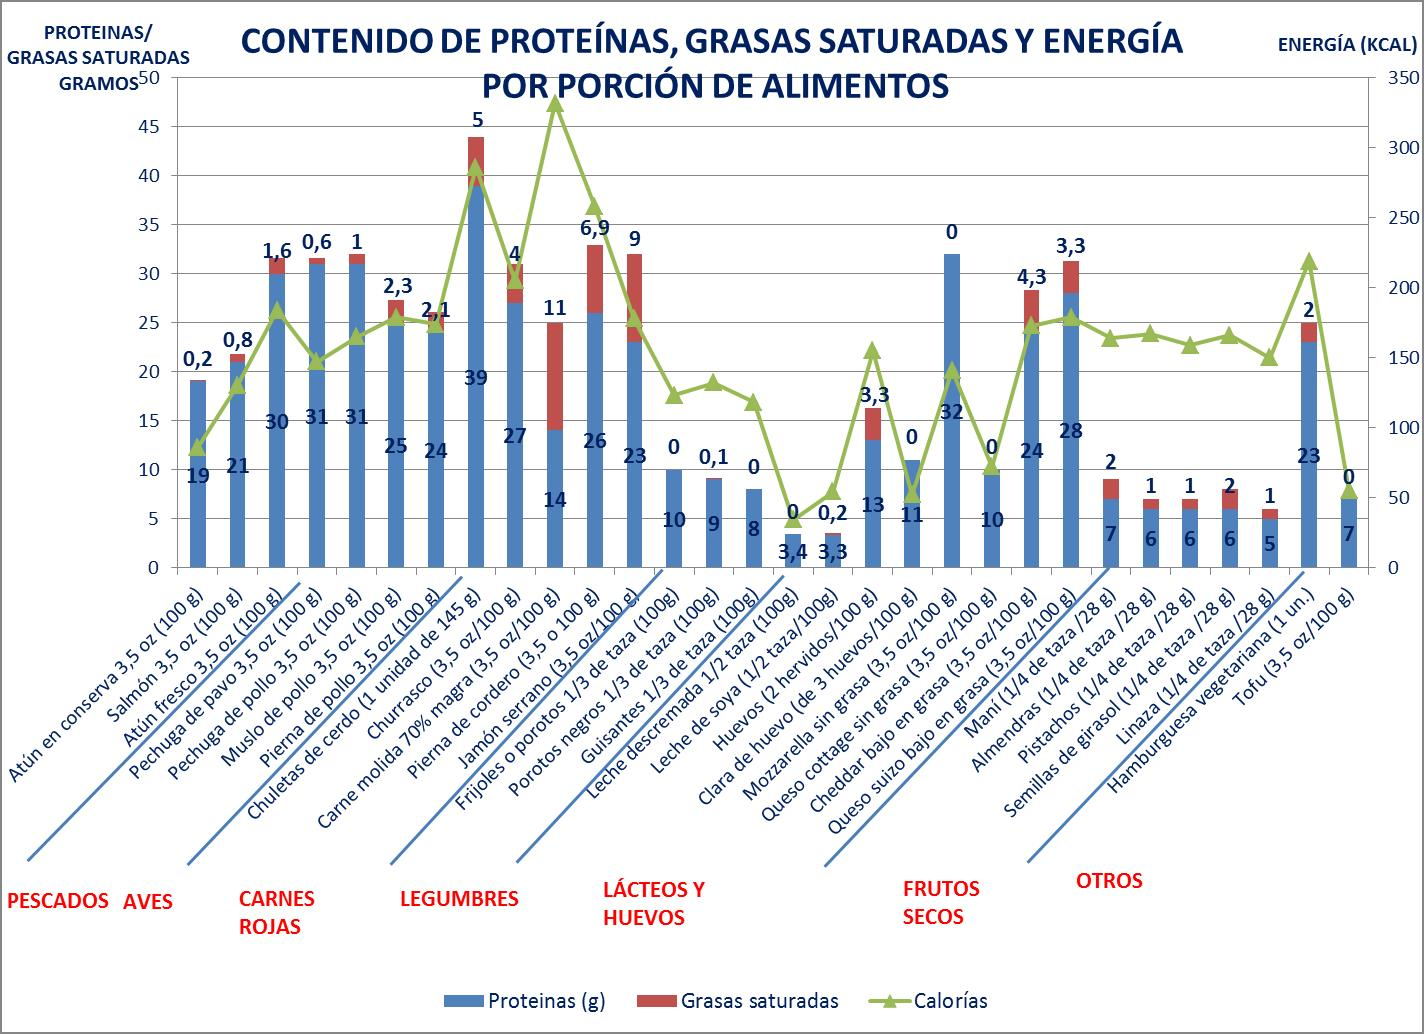 PROTEINAS/
GRASAS SATURADAS
GRAMOS
CONTENIDO DE PROTEÍNAS, GRASAS SATURADAS Y ENERGÍA
POR PORCIÓN DE ALIMENTOS
ENERGÍA (KCAL)
50
45
40
35
30
25
20
15
10
5
0
350
300
250
200
150
100
50
0
0,2
0,8
1,6
0,6
1
2,3
2,1
5
4
11
6,9
9
0
0,1
0
0
0,2
3,3
0
0
0
4,3
3,3
2
1
1
2
1
2
0
19
21
30
31
31
25
24
39
27
14
26
23
10
9
8
3,4
3,3
13
11
32
10
24
28
7
6
6
6
5
23
7
Atún en conserva 3,5 oz (100 g)
Salmón 3,5 oz (100 g)
Atún fresco 3,5 oz (100 g)
Pechuga de pavo 3,5 oz (100 g)
Pechuga de pollo 3,5 oz (100 g)
Muslo de pollo 3,5 oz (100 g)
Pierna de pollo 3,5 oz (100 g)
Chuletas de cerdo (1 unidad de 145 g)
Churrasco (3,5 oz/100 g)
Carne molida 70% magra (3,5 oz/100 g)
Pierna de cordero (3,5 o 100 g)
Jamón serrano (3,5 oz/100 g)
Frijoles o porotos 1/3 de taza (100g)
Porotos negros 1/3 de taza (100g)
Guisantes 1/3 de taza (100g)
Leche descremada 1/2 taza (100g)
Leche de soya (1/2 taza/100g)
Huevos (2 hervidos/100 g)
Clara de huevo (de 3 huevos/100 g)
Mozzarella sin grasa (3,5 oz/100 g)
Queso cottage sin grasa (3,5 oz/100 g)
Cheddar bajo en grasa (3,5 oz/100 g)
Queso suizo bajo en grasa (3,5 oz/100 g)
Maní (1/4 de taza /28 g)
Almendras (1/4 de taza /28 g)
Pistachos (1/4 de taza /28 g)
Semillas de girasol (1/4 de taza /28 g)
Linaza (1/4 de taza /28 g)
Hamburguesa vegetariana (1 un.)
Tofu (3,5 oz/100 g)
PESCADOS
AVES
CARNES
ROJAS
LEGUMBRES
LÁCTEOS Y
HUEVOS
FRUTOS
SECOS
OTROS
Proteinas (g)
Grasas saturadas
Calorías